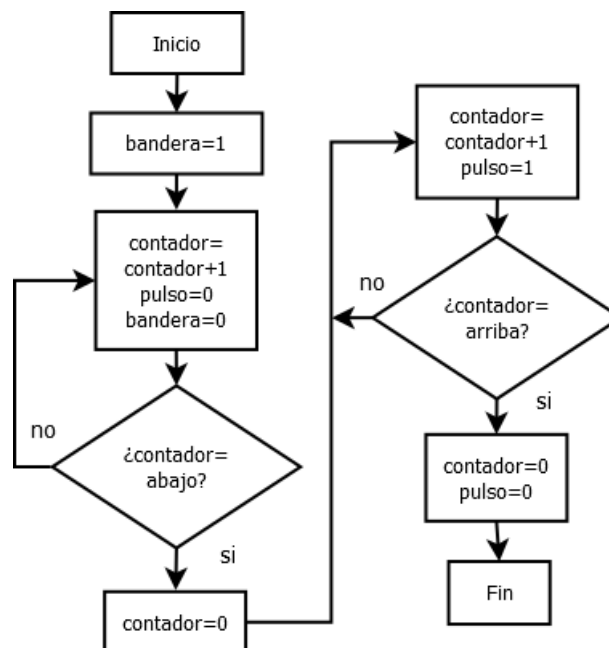 Inicio
bandera=1
contador=
contador+1
pulso=0
bandera=0
no
¿contador=
abajo?
si
contador=0
contador=
contador+1
pulso=1
no
¿contador=
arriba?
si
contador=0
pulso=0
Fin